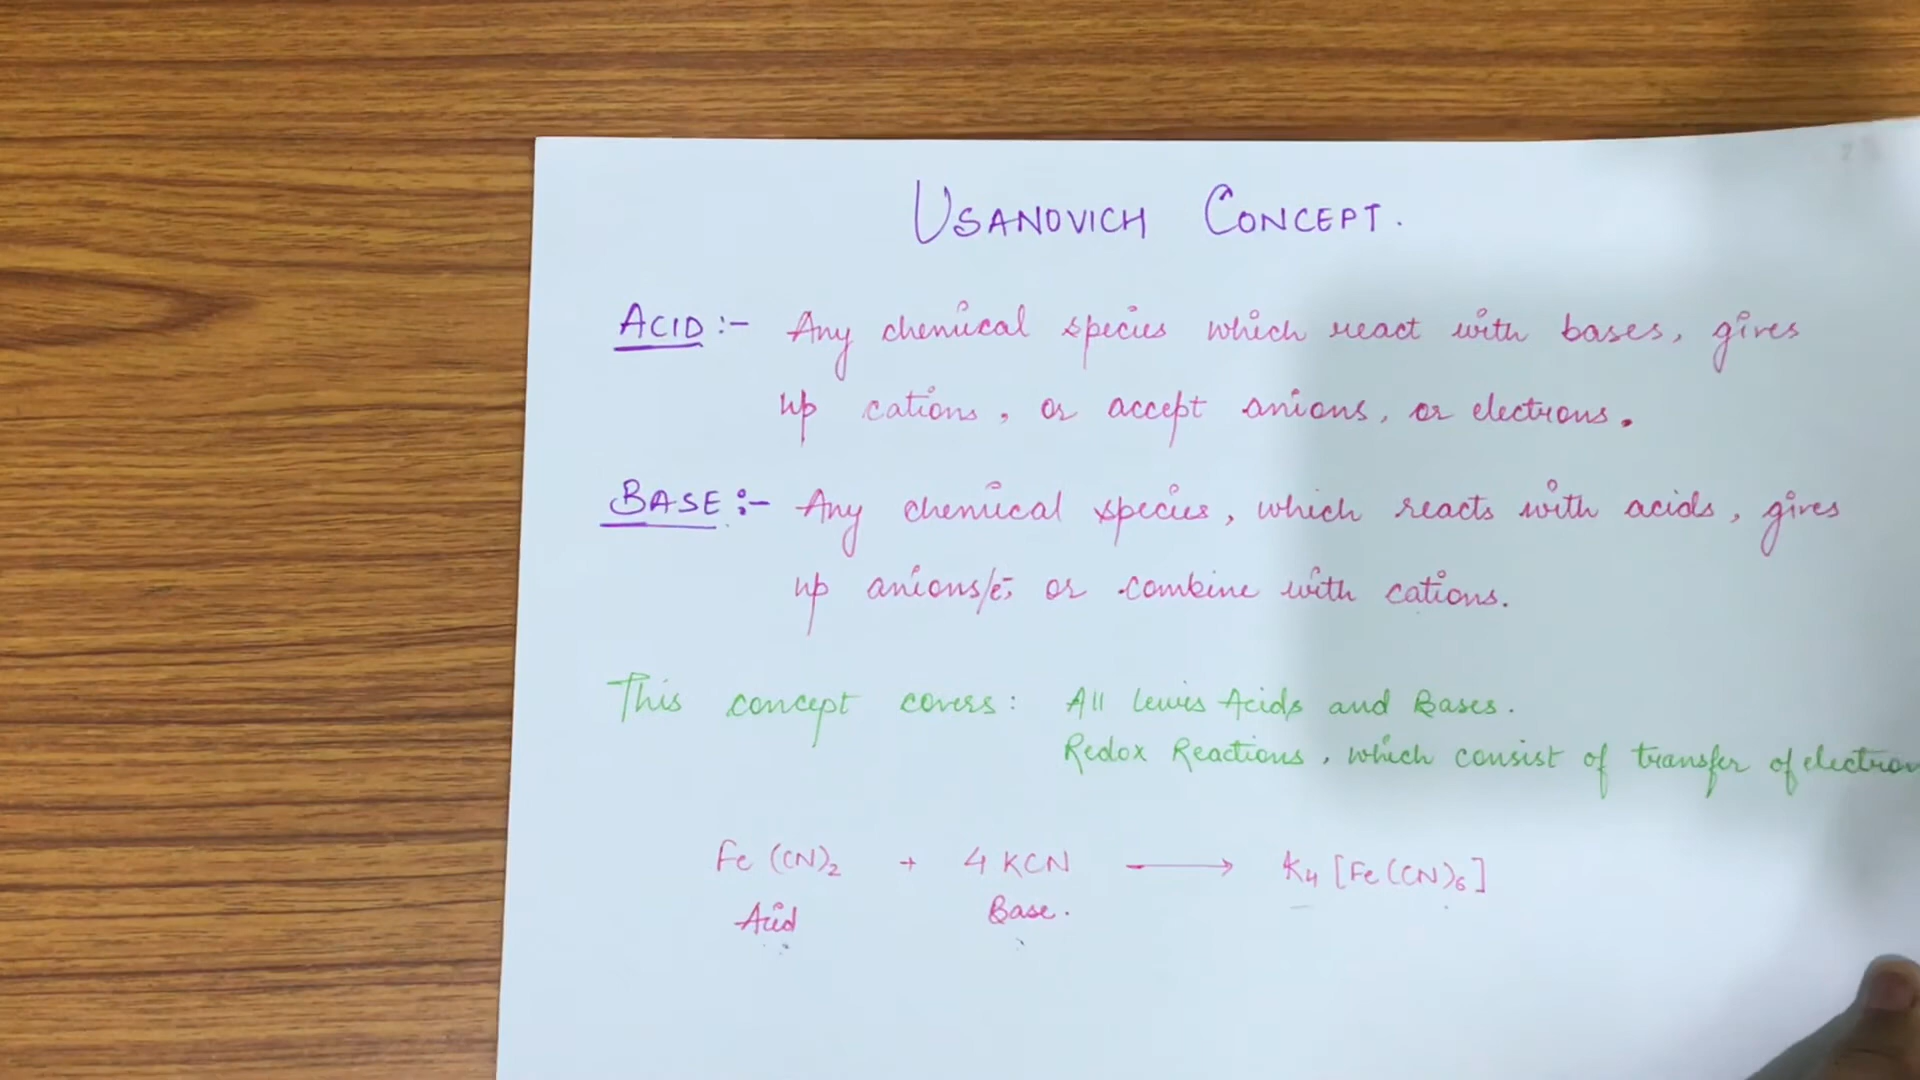 USANOVICH CONCEPT.
ACID :- Any chemical species which react with bases, gives
up cations, or accept anions, or electrons.
BASE :- Any chemical species, which reacts with acids, gives
up anions/e⁻, or combine with cations.
This concept covers : All Lewis Acids and Bases.
Redox Reactions, which consist of transfer of electron
Fe (CN)₂ + 4 KCN ⟶ K₄ [Fe(CN)₆]
Acid Base.